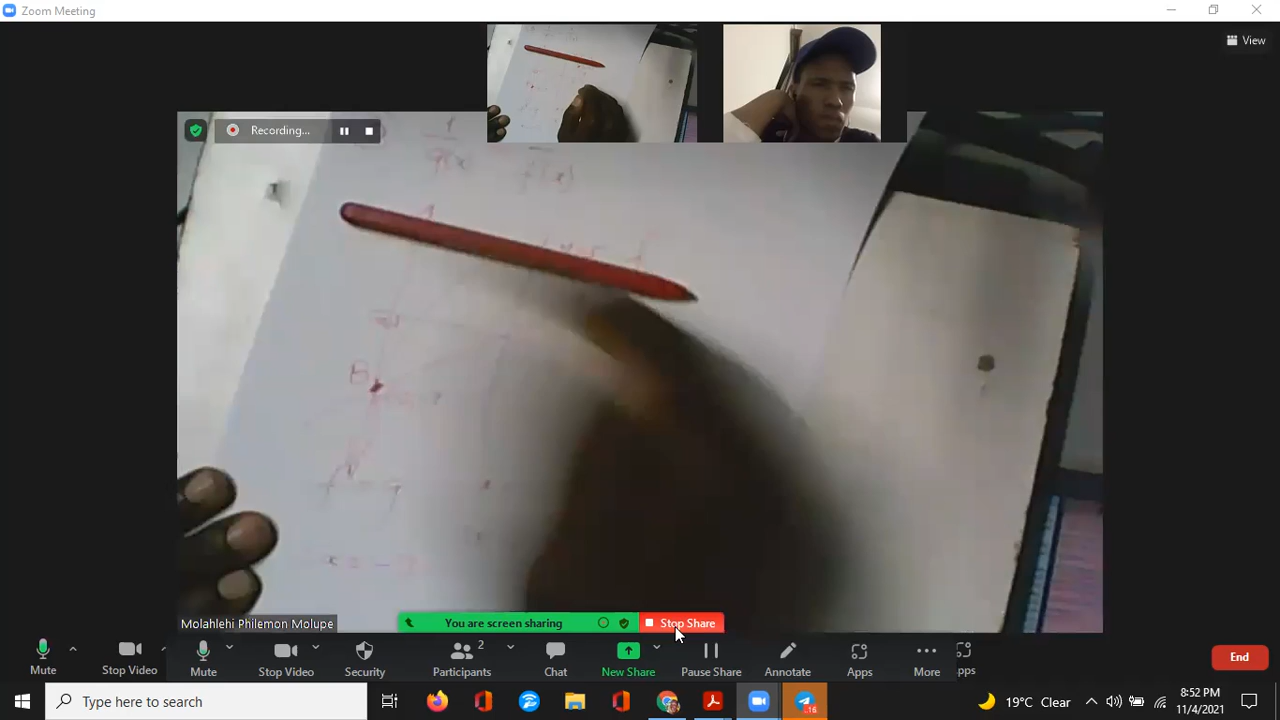 Zoom Meeting
View
Recording...
Molahlehi Philemon Molupe
You are screen sharing
Stop Share
Mute
Stop Video
Mute
Stop Video
Security
2
Participants
Chat
New Share
Pause Share
Annotate
Apps
More
pps
End
Type here to search
16
19°C Clear
8:52 PM
11/4/2021